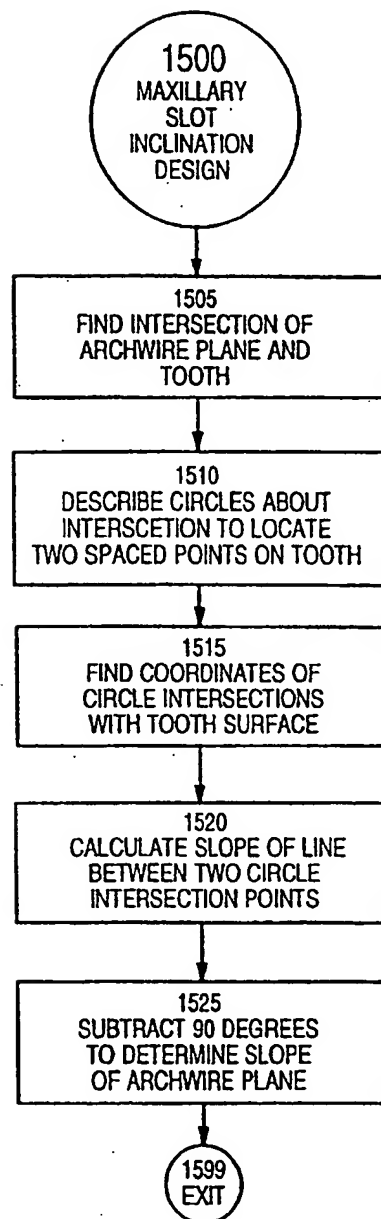 1500
MAXILLARY
SLOT
INCLINATION
DESIGN
1505
FIND INTERSECTION OF
ARCHWIRE PLANE AND
TOOTH
1510
DESCRIBE CIRCLES ABOUT
INTERSCETION TO LOCATE
TWO SPACED POINTS ON TOOTH
1515
FIND COORDINATES OF
CIRCLE INTERSECTIONS
WITH TOOTH SURFACE
1520
CALCULATE SLOPE OF LINE
BETWEEN TWO CIRCLE
INTERSECTION POINTS
1525
SUBTRACT 90 DEGREES
TO DETERMINE SLOPE
OF ARCHWIRE PLANE
1599
EXIT